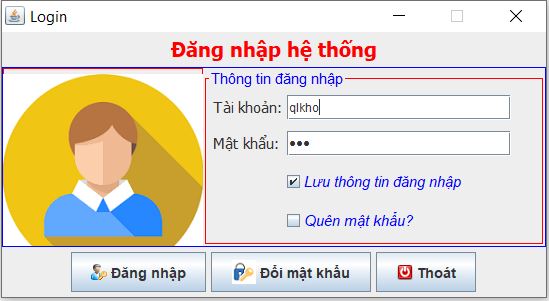 Login
Đăng nhập hệ thống
Thông tin đăng nhập
Tài khoản: qlkho
Mật khẩu: ●●●
Lưu thông tin đăng nhập
Quên mật khẩu?
Đăng nhập Đổi mật khẩu Thoát